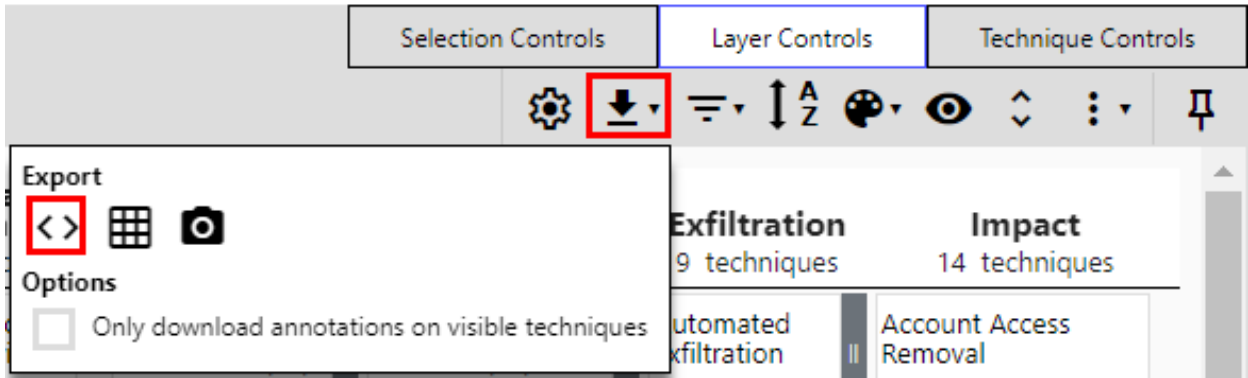 Selection Controls
Layer Controls
Technique Controls
A
Z
Export
Options
Only download annotations on visible techniques
Exfiltration
9 techniques
Impact
14 techniques
utomated
xfiltration
Account Access
Removal